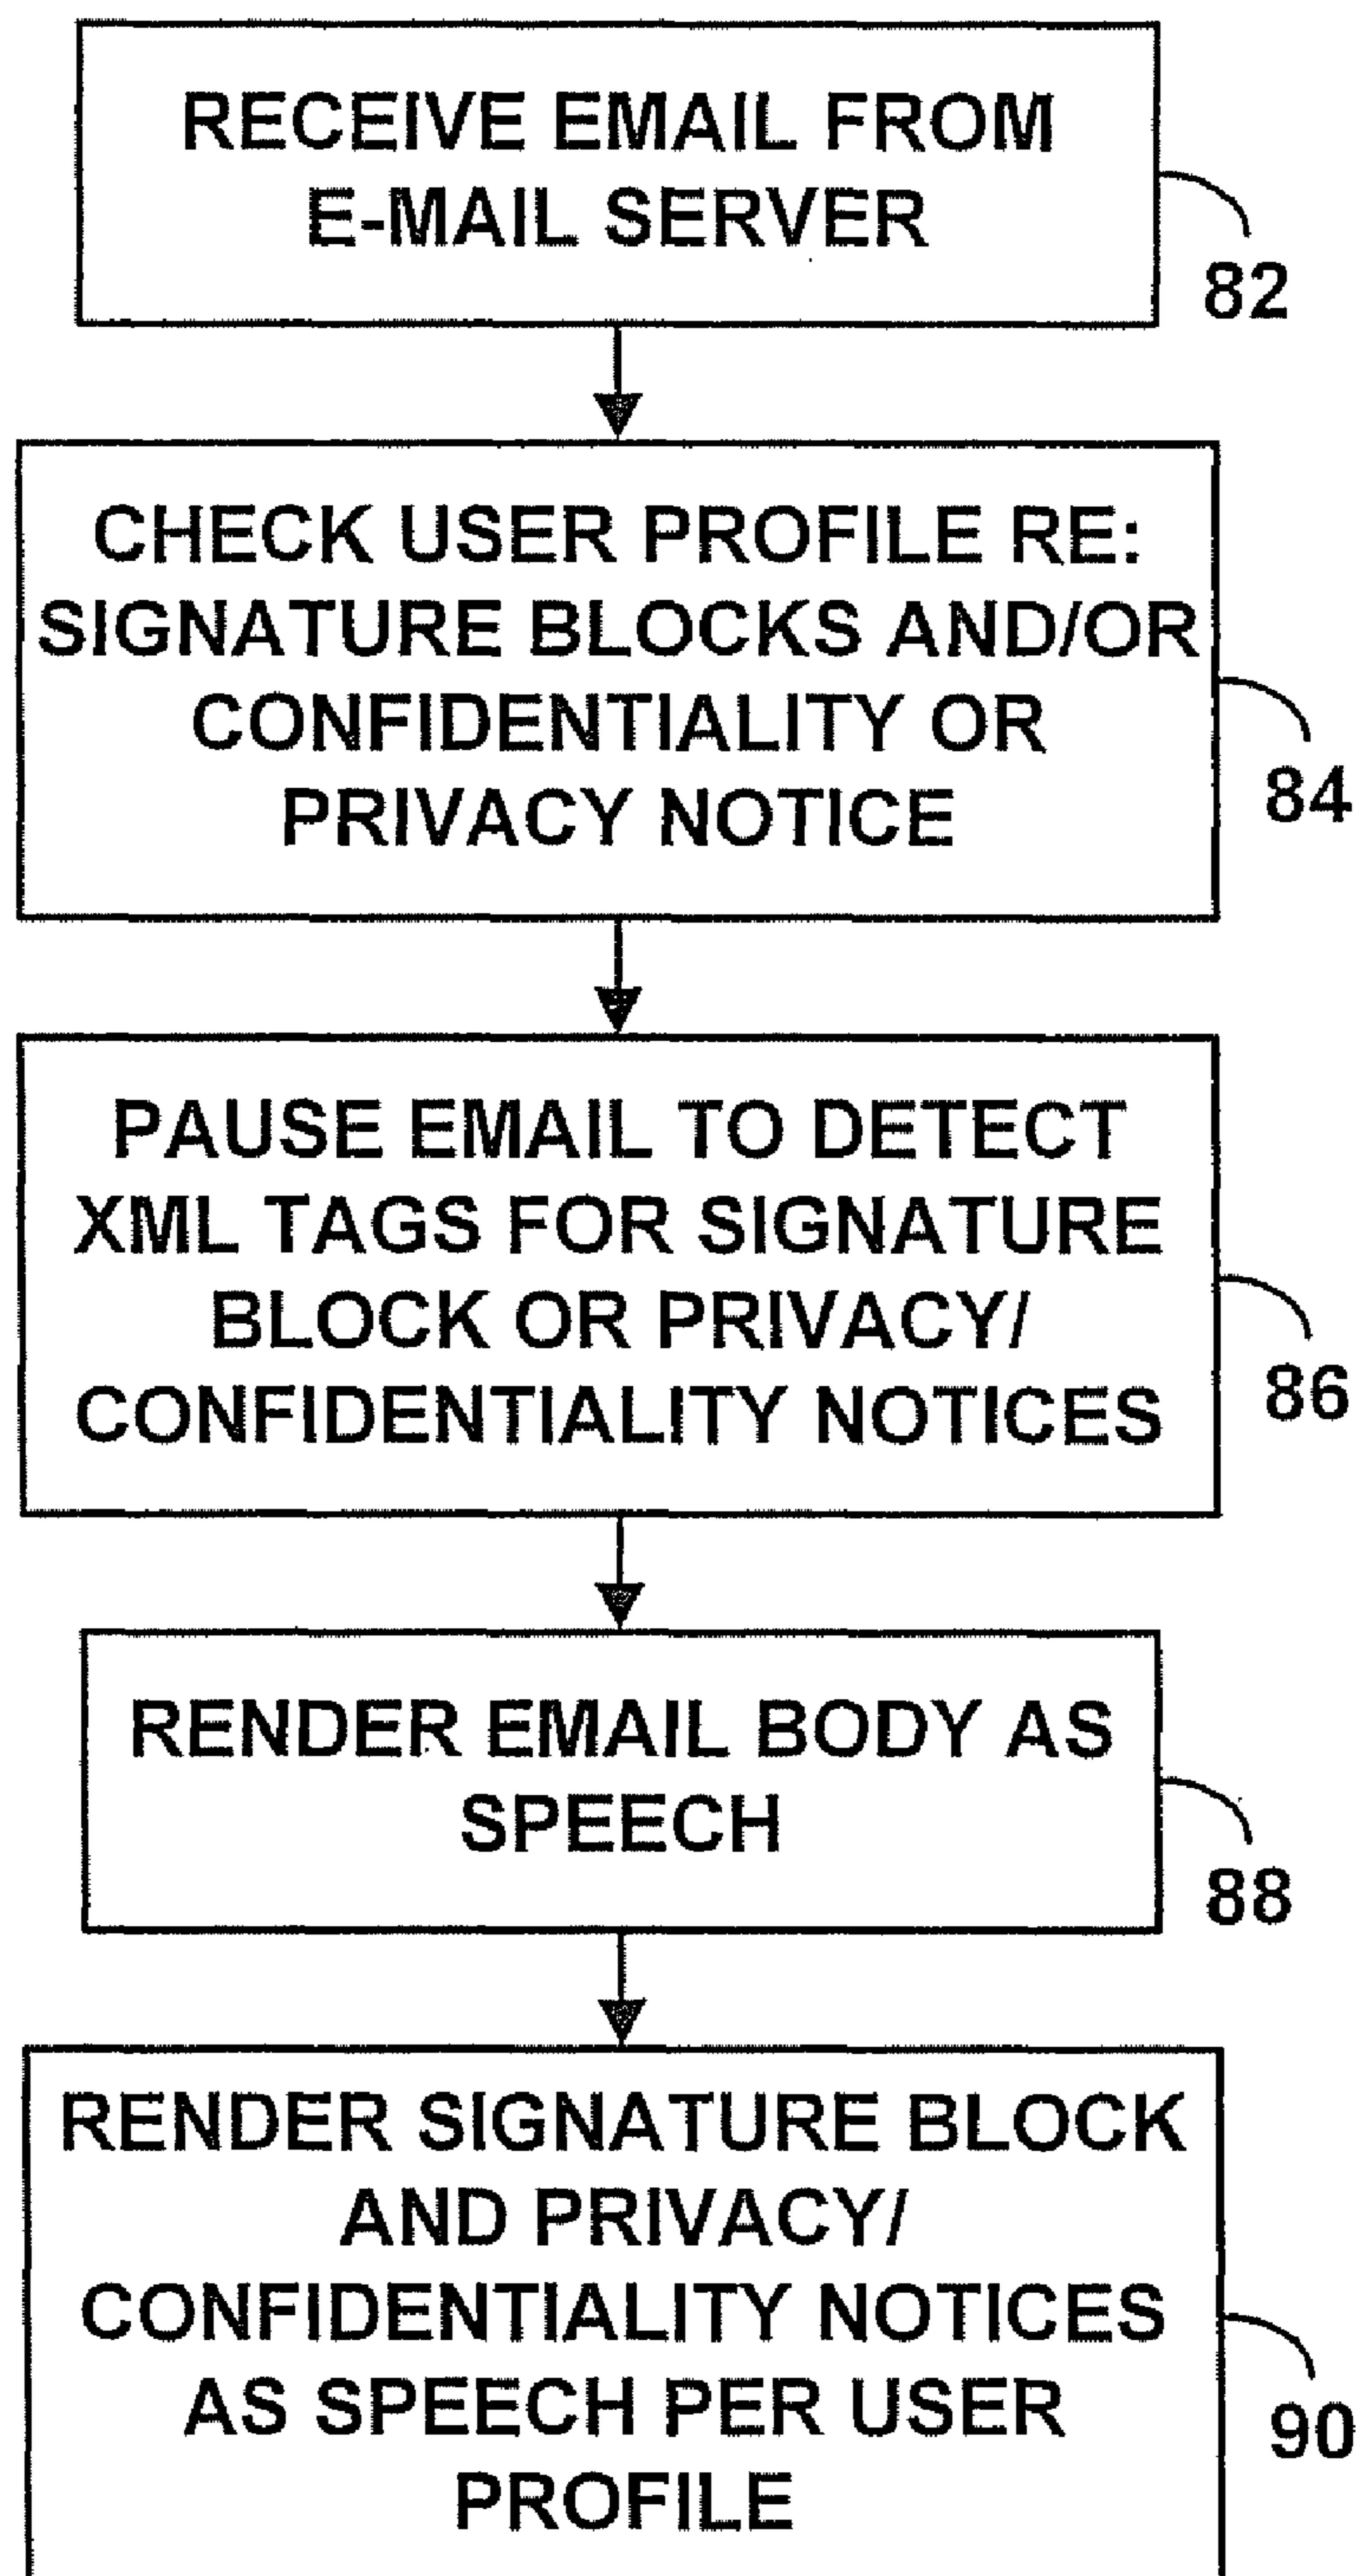 RECEIVE EMAIL FROM
E-MAIL SERVER
82
CHECK USER PROFILE RE:
SIGNATURE BLOCKS AND/OR
CONFIDENTIALITY OR
PRIVACY NOTICE
84
PAUSE EMAIL TO DETECT
XML TAGS FOR SIGNATURE
BLOCK OR PRIVACY/
CONFIDENTIALITY NOTICES
86
RENDER EMAIL BODY AS
SPEECH
88
RENDER SIGNATURE BLOCK
AND PRIVACY/
CONFIDENTIALITY NOTICES
AS SPEECH PER USER
PROFILE
90